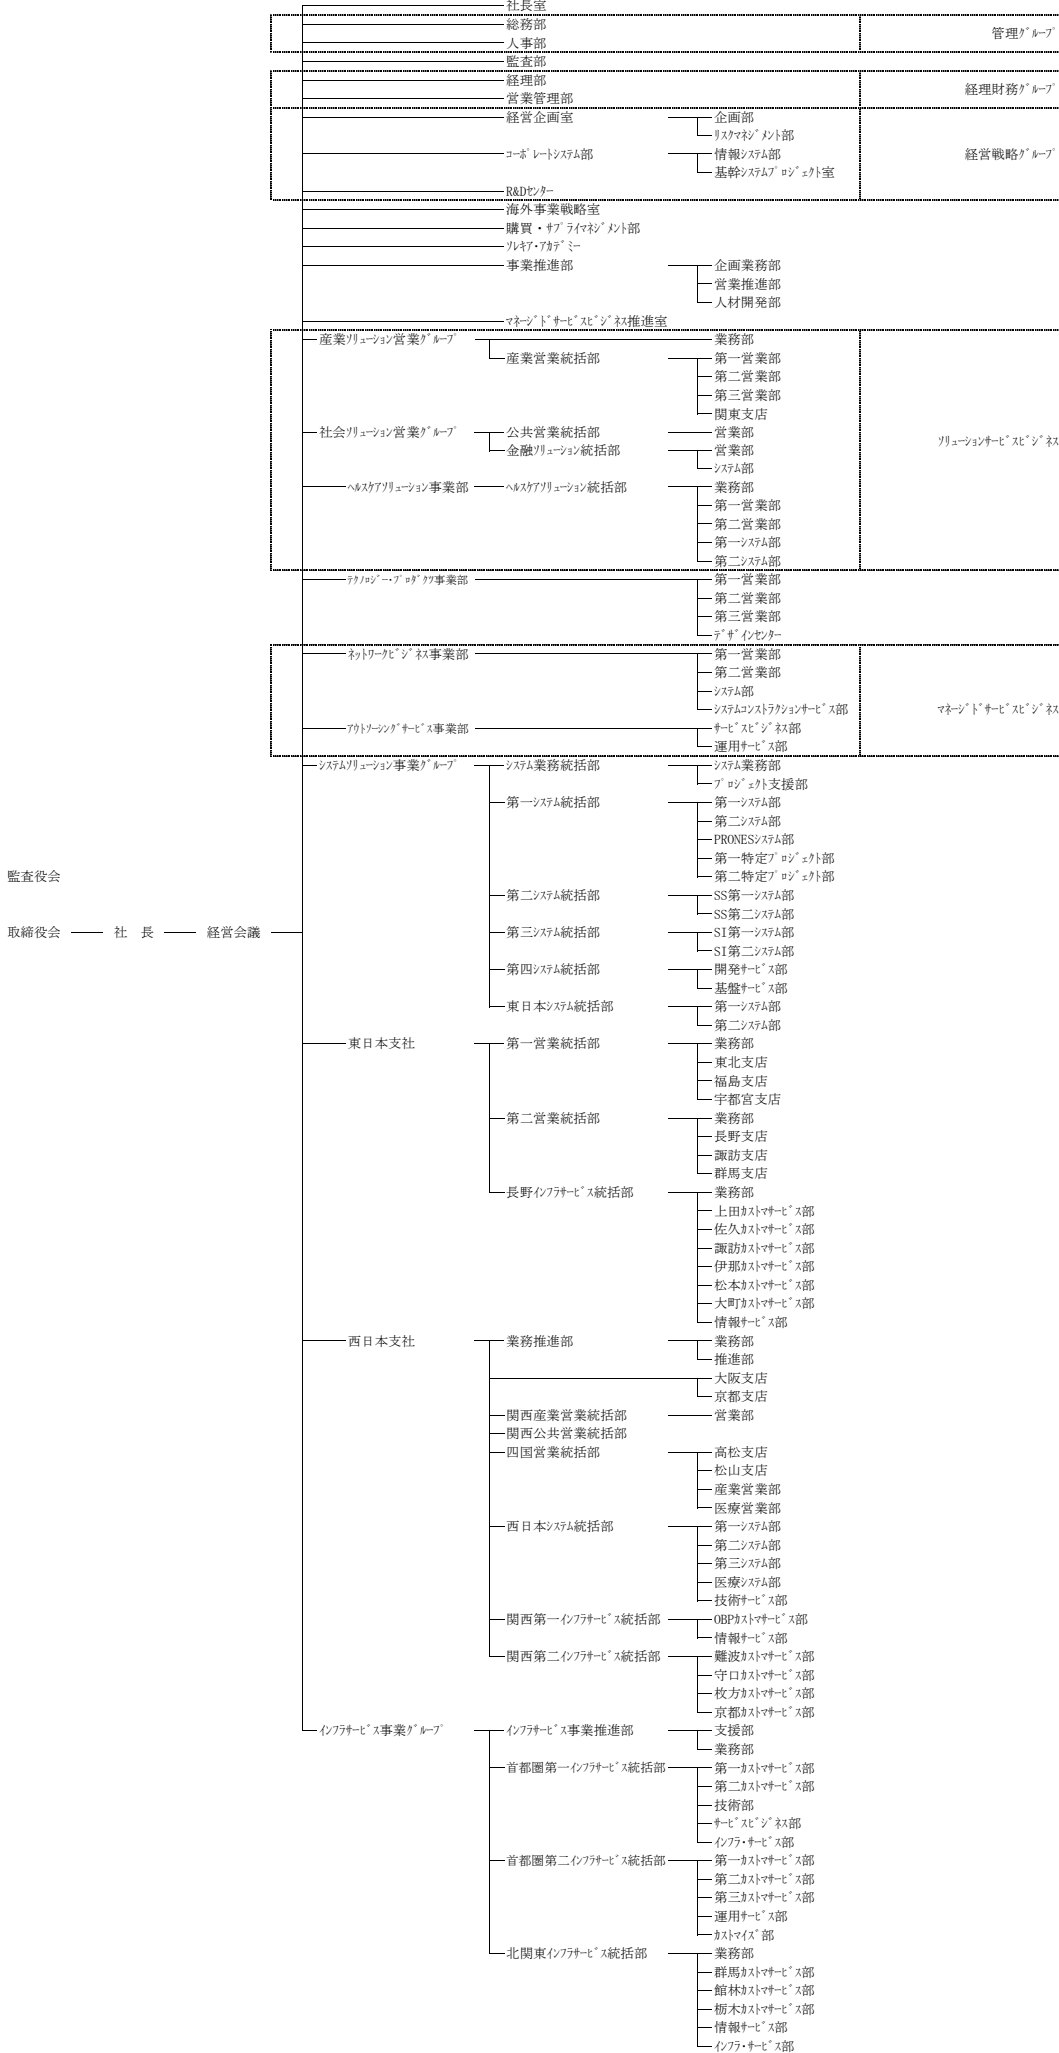 社長室
総務部
管理ｸﾞﾙｰﾌﾟ
人事部
監査部
経理部
経理財務ｸﾞﾙｰﾌﾟ
営業管理部
経営企画室 企画部
ﾘｽｸﾏﾈｼﾞﾒﾝﾄ部
ｺｰﾎﾟﾚｰﾄｼｽﾃﾑ部 情報ｼｽﾃﾑ部 経営戦略ｸﾞﾙｰﾌﾟ
基幹ｼｽﾃﾑﾌﾟﾛｼﾞｪｸﾄ室
R&Dｾﾝﾀｰ
海外事業戦略室
購買・ｻﾌﾟﾗｲﾏﾈｼﾞﾒﾝﾄ部
ｿﾚｷｱ･ｱｶﾃﾞﾐｰ
事業推進部 企画業務部
営業推進部
人材開発部
ﾏﾈｰｼﾞﾄﾞｻｰﾋﾞｽﾋﾞｼﾞﾈｽ推進室
産業ｿﾘｭｰｼｮﾝ営業ｸﾞﾙｰﾌﾟ 業務部
産業営業統括部 第一営業部
第二営業部
第三営業部
関東支店
社会ｿﾘｭｰｼｮﾝ営業ｸﾞﾙｰﾌﾟ 公共営業統括部 営業部 ｿﾘｭｰｼｮﾝｻｰﾋﾞｽﾋﾞｼﾞﾈｽ
金融ｿﾘｭｰｼｮﾝ統括部 営業部
ｼｽﾃﾑ部
ﾍﾙｽｹｱｿﾘｭｰｼｮﾝ事業部 ﾍﾙｽｹｱｿﾘｭｰｼｮﾝ統括部 業務部
第一営業部
第二営業部
第一ｼｽﾃﾑ部
第二ｼｽﾃﾑ部
ﾃｸﾉﾛｼﾞｰ･ﾌﾟﾛﾀﾞｸﾂ事業部 第一営業部
第二営業部
第三営業部
ﾃﾞｻﾞｲﾝｾﾝﾀｰ
ﾈｯﾄﾜｰｸﾋﾞｼﾞﾈｽ事業部 第一営業部
第二営業部
ｼｽﾃﾑ部
ｼｽﾃﾑｺﾝｽﾄﾗｸｼｮﾝｻｰﾋﾞｽ部 ﾏﾈｰｼﾞﾄﾞｻｰﾋﾞｽﾋﾞｼﾞﾈｽ
ｱｳﾄｿｰｼﾝｸﾞｻｰﾋﾞｽ事業部 ｻｰﾋﾞｽﾋﾞｼﾞﾈｽ部
運用ｻｰﾋﾞｽ部
ｼｽﾃﾑｿﾘｭｰｼｮﾝ事業ｸﾞﾙｰﾌﾟ ｼｽﾃﾑ業務統括部 ｼｽﾃﾑ業務部
ﾌﾟﾛｼﾞｪｸﾄ支援部
第一ｼｽﾃﾑ統括部 第一ｼｽﾃﾑ部
第二ｼｽﾃﾑ部
PRONESｼｽﾃﾑ部
第一特定ﾌﾟﾛｼﾞｪｸﾄ部
監査役会 第二特定ﾌﾟﾛｼﾞｪｸﾄ部
第二ｼｽﾃﾑ統括部 SS第一ｼｽﾃﾑ部
SS第二ｼｽﾃﾑ部
取締役会 社　長 経営会議 第三ｼｽﾃﾑ統括部 SI第一ｼｽﾃﾑ部
SI第二ｼｽﾃﾑ部
第四ｼｽﾃﾑ統括部 開発ｻｰﾋﾞｽ部
基盤ｻｰﾋﾞｽ部
東日本ｼｽﾃﾑ統括部 第一ｼｽﾃﾑ部
第二ｼｽﾃﾑ部
東日本支社 第一営業統括部 業務部
東北支店
福島支店
宇都宮支店
第二営業統括部 業務部
長野支店
諏訪支店
群馬支店
長野ｲﾝﾌﾗｻｰﾋﾞｽ統括部 業務部
上田ｶｽﾄﾏｻｰﾋﾞｽ部
佐久ｶｽﾄﾏｻｰﾋﾞｽ部
諏訪ｶｽﾄﾏｻｰﾋﾞｽ部
伊那ｶｽﾄﾏｻｰﾋﾞｽ部
松本ｶｽﾄﾏｻｰﾋﾞｽ部
大町ｶｽﾄﾏｻｰﾋﾞｽ部
情報ｻｰﾋﾞｽ部
西日本支社 業務推進部 業務部
推進部
大阪支店
京都支店
関西産業営業統括部 営業部
関西公共営業統括部
四国営業統括部 高松支店
松山支店
産業営業部
医療営業部
西日本ｼｽﾃﾑ統括部 第一ｼｽﾃﾑ部
第二ｼｽﾃﾑ部
第三ｼｽﾃﾑ部
医療ｼｽﾃﾑ部
技術ｻｰﾋﾞｽ部
関西第一ｲﾝﾌﾗｻｰﾋﾞｽ統括部 OBPｶｽﾄﾏｻｰﾋﾞｽ部
情報ｻｰﾋﾞｽ部
関西第二ｲﾝﾌﾗｻｰﾋﾞｽ統括部 難波ｶｽﾄﾏｻｰﾋﾞｽ部
守口ｶｽﾄﾏｻｰﾋﾞｽ部
枚方ｶｽﾄﾏｻｰﾋﾞｽ部
京都ｶｽﾄﾏｻｰﾋﾞｽ部
ｲﾝﾌﾗｻｰﾋﾞｽ事業ｸﾞﾙｰﾌﾟ ｲﾝﾌﾗｻｰﾋﾞｽ事業推進部 支援部
業務部
首都圏第一ｲﾝﾌﾗｻｰﾋﾞｽ統括部 第一ｶｽﾄﾏｻｰﾋﾞｽ部
第二ｶｽﾄﾏｻｰﾋﾞｽ部
技術部
ｻｰﾋﾞｽﾋﾞｼﾞﾈｽ部
ｲﾝﾌﾗ･ｻｰﾋﾞｽ部
首都圏第二ｲﾝﾌﾗｻｰﾋﾞｽ統括部 第一ｶｽﾄﾏｻｰﾋﾞｽ部
第二ｶｽﾄﾏｻｰﾋﾞｽ部
第三ｶｽﾄﾏｻｰﾋﾞｽ部
運用ｻｰﾋﾞｽ部
ｶｽﾄﾏｲｽﾞ部
北関東ｲﾝﾌﾗｻｰﾋﾞｽ統括部 業務部
群馬ｶｽﾄﾏｻｰﾋﾞｽ部
館林ｶｽﾄﾏｻｰﾋﾞｽ部
栃木ｶｽﾄﾏｻｰﾋﾞｽ部
情報ｻｰﾋﾞｽ部
ｲﾝﾌﾗ･ｻｰﾋﾞｽ部